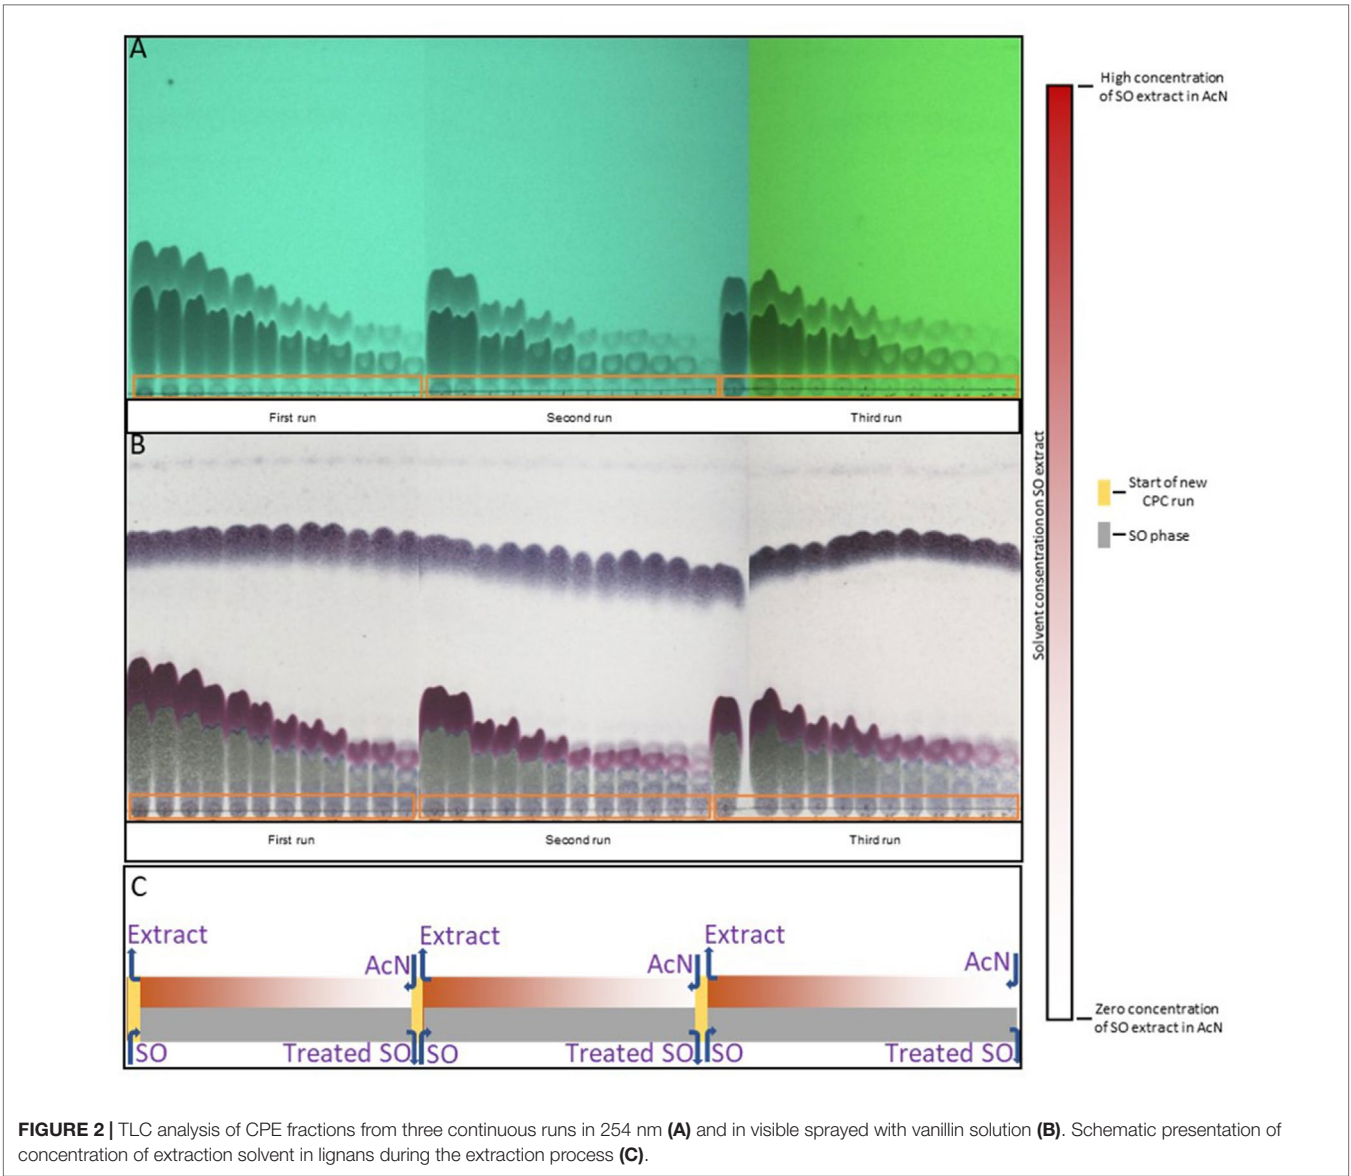 A
First run
Second run
Third run
B
First run
Second run
Third run
C
Extract
Extract
Extract
AcN
AcN
AcN
SO
Treated SO
SO
Treated SO
SO
Treated SO
High concentration
of SO extract in AcN
Solvent consentration on SO extract
Start of new
CPC run
SO phase
Zero concentration
of SO extract in AcN
FIGURE 2 | TLC analysis of CPE fractions from three continuous runs in 254 nm (A) and in visible sprayed with vanillin solution (B). Schematic presentation of
concentration of extraction solvent in lignans during the extraction process (C).